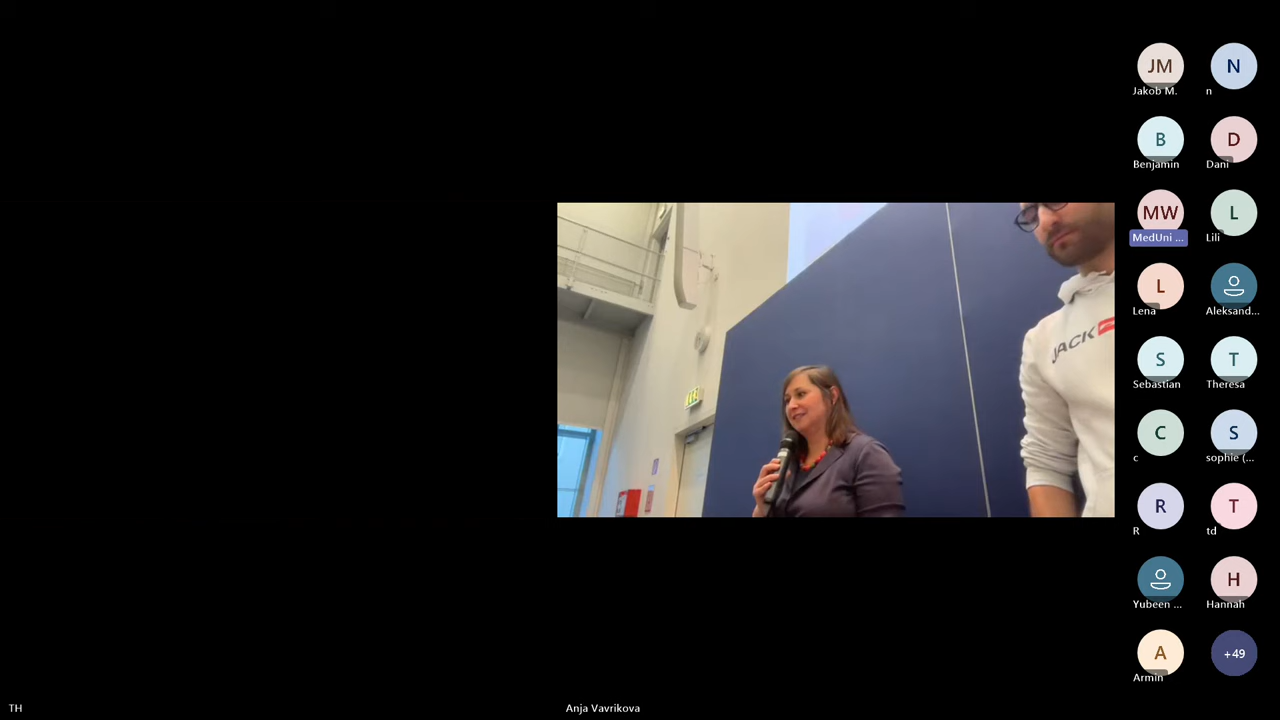 JM
Jakob M.
N
n
B
Benjamin
D
Dani
MW
MedUni ...
L
Lili
L
Lena
Aleksand...
S
Sebastian
T
Theresa
C
c
S
sophie (...
R
R
T
td
Yubeen ...
H
Hannah
A
Armin
+49
JACK
TH
Anja Vavrikova